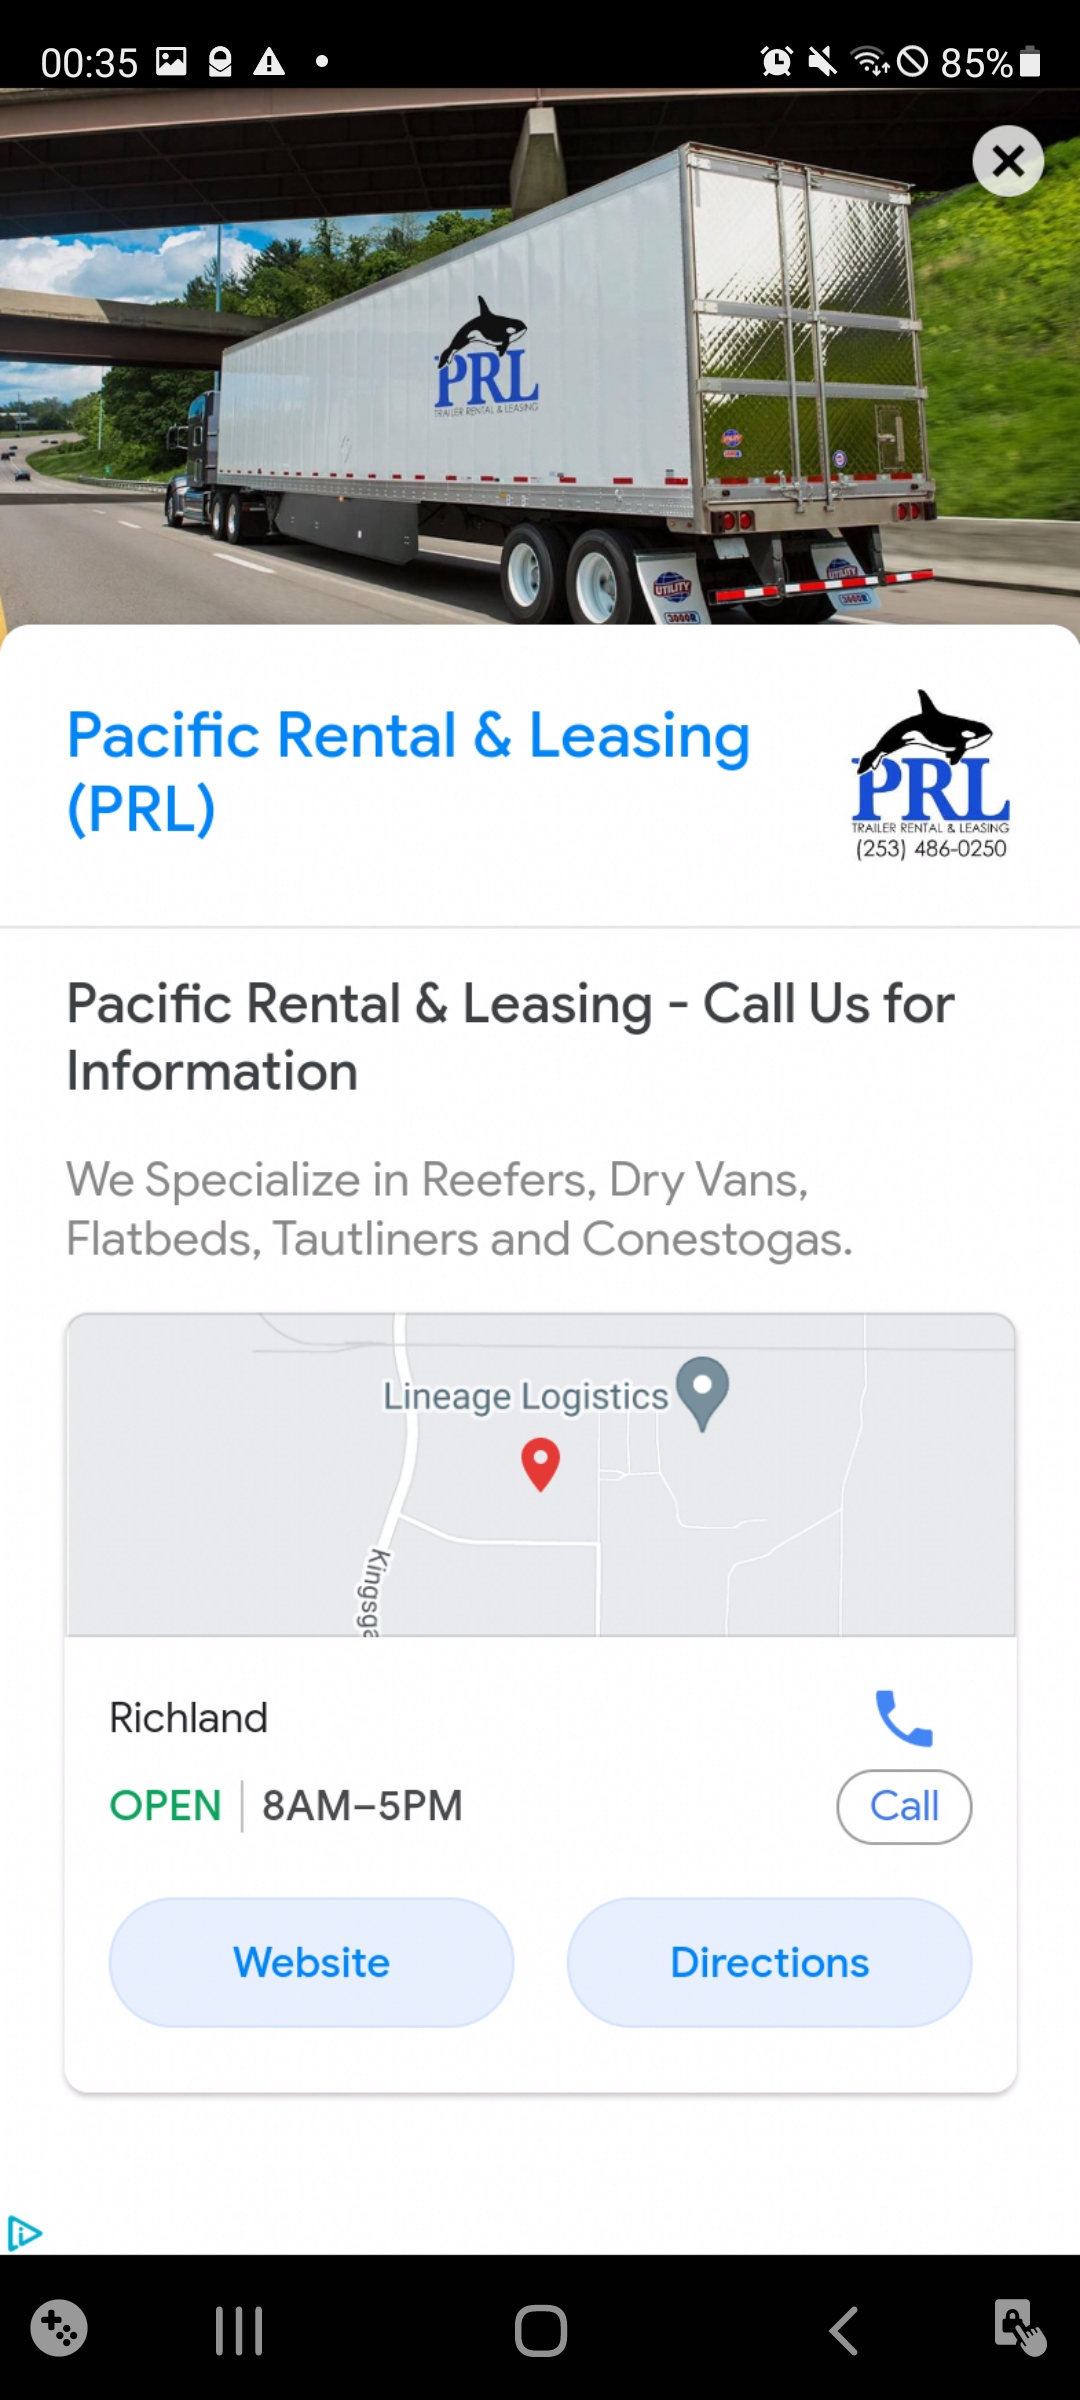 00:35
85%
PRL
TRAILER RENTAL & LEASING
UTILITY
3000R
UTILITY
3000R
Pacific Rental & Leasing
(PRL)
PRL
TRAILER RENTAL & LEASING
(253) 486-0250
Pacific Rental & Leasing - Call Us for
Information
We Specialize in Reefers, Dry Vans,
Flatbeds, Tautliners and Conestogas.
Lineage Logistics
Kingsga
Richland
OPEN | 8AM–5PM
Call
Website
Directions